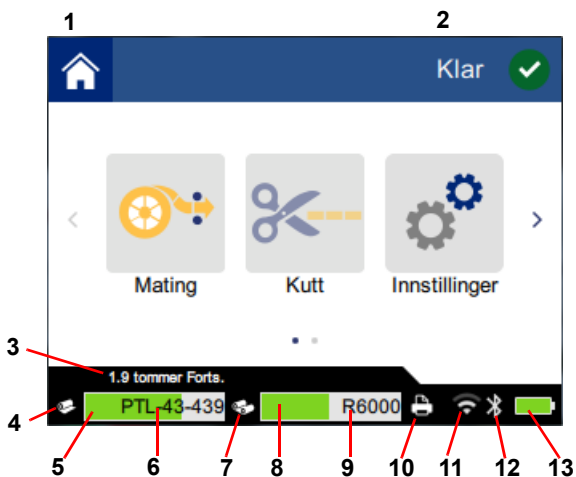 1 2
Klar
Mating Kutt Innstillinger
3
1.9 tommer Forts.
PTL-43-439 R6000
4 5 6 7 8 9 10 11 12 13